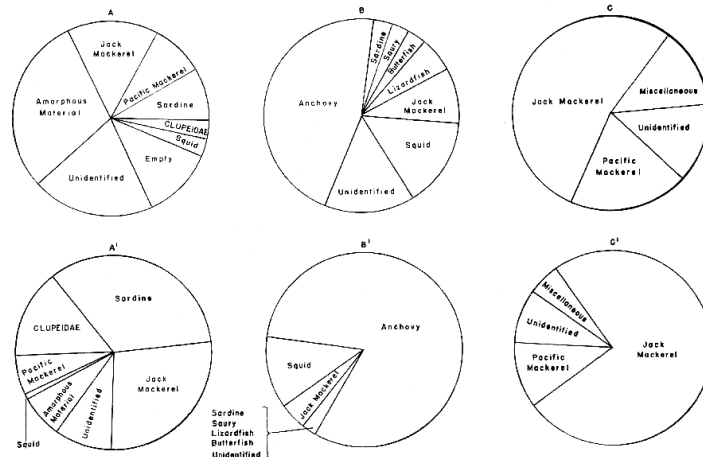 A
Jack
Mackerel
Pacific Mackerel
Sardine
CLUPEIDAE
Squid
Empty
Unidentified
Amorphous
Material
B
Sardine
Saury
Butterfish
Lizardfish
Jack
Mackerel
Squid
Unidentified
Anchovy
C
Jack Mackerel
Miscellaneous
Unidentified
Pacific
Mackerel
A'
Sardine
CLUPEIDAE
Pacific
Mackerel
Squid
Amorphous
Material
Unidentified
Jack
Mackerel
B'
Anchovy
Squid
Jack Mackerel
Sardine
Saury
Lizardfish
Butterfish
Unidentified
C'
Miscellaneous
Unidentified
Pacific
Mackerel
Jack
Mackerel